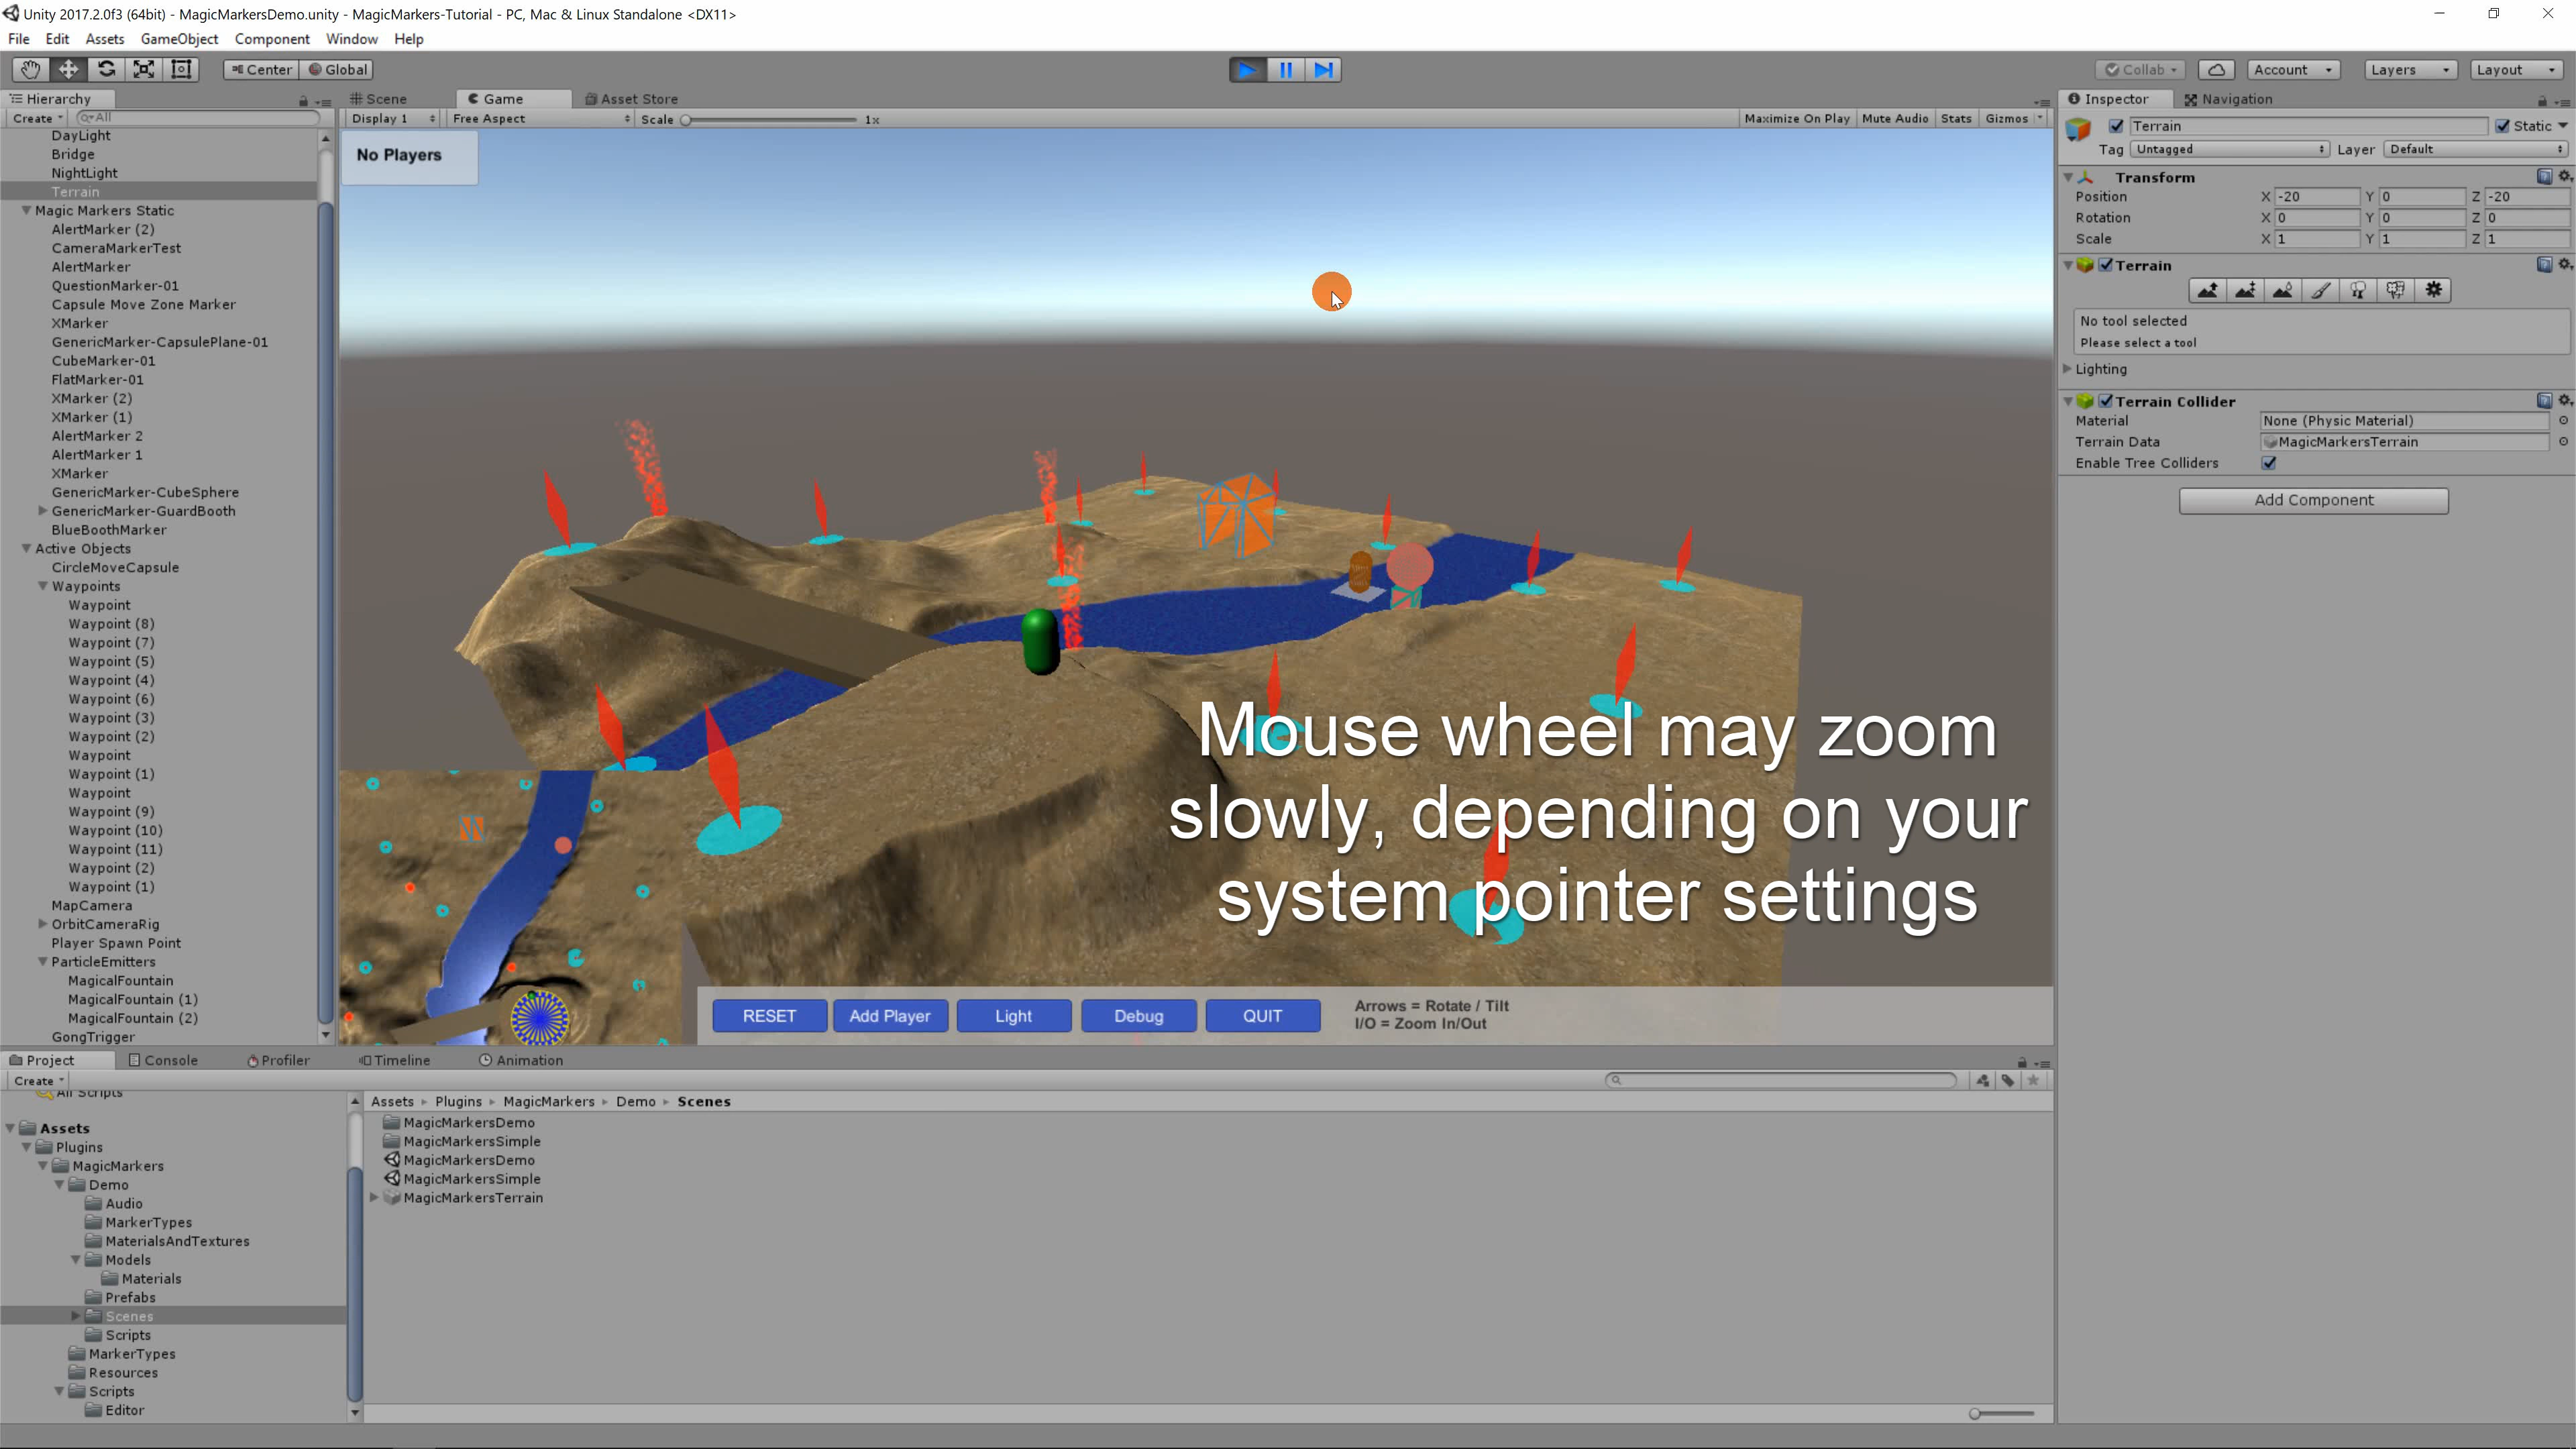 Unity 2017.2.0f3 (64bit) - MagicMarkersDemo.unity - MagicMarkers-Tutorial - PC, Mac & Linux Standalone <DX11>
File Edit Assets GameObject Component Window Help
Center Global Collab Account Layers Layout
Hierarchy
Create All
DayLight
Bridge
NightLight
Terrain
Magic Markers Static
AlertMarker (2)
CameraMarkerTest
AlertMarker
QuestionMarker-01
Capsule Move Zone Marker
XMarker
GenericMarker-CapsulePlane-01
CubeMarker-01
FlatMarker-01
XMarker (2)
XMarker (1)
AlertMarker 2
AlertMarker 1
XMarker
GenericMarker-CubeSphere
GenericMarker-GuardBooth
BlueBoothMarker
Active Objects
CircleMoveCapsule
Waypoints
Waypoint
Waypoint (8)
Waypoint (7)
Waypoint (5)
Waypoint (4)
Waypoint (6)
Waypoint (3)
Waypoint (2)
Waypoint
Waypoint (1)
Waypoint
Waypoint (9)
Waypoint (10)
Waypoint (11)
Waypoint (2)
Waypoint (1)
MapCamera
OrbitCameraRig
Player Spawn Point
ParticleEmitters
MagicalFountain
MagicalFountain (1)
MagicalFountain (2)
GongTrigger
Scene Game Asset Store
Display 1 Free Aspect Scale 1x Maximize On Play Mute Audio Stats Gizmos
No Players
Mouse wheel may zoom
slowly, depending on your
system pointer settings
RESET Add Player Light Debug QUIT
Arrows = Rotate / Tilt
I/O = Zoom In/Out
Inspector Navigation
Terrain Static
Tag Untagged Layer Default
Transform
Position X -20 Y 0 Z -20
Rotation X 0 Y 0 Z 0
Scale X 1 Y 1 Z 1
Terrain
No tool selected
Please select a tool
Lighting
Terrain Collider
Material None (Physic Material)
Terrain Data MagicMarkersTerrain
Enable Tree Colliders
Add Component
Project Console Profiler Timeline Animation
Create
All Scripts
Assets
Plugins
MagicMarkers
Demo
Audio
MarkerTypes
MaterialsAndTextures
Models
Materials
Prefabs
Scenes
Scripts
MarkerTypes
Resources
Scripts
Editor
Assets Plugins MagicMarkers Demo Scenes
MagicMarkersDemo
MagicMarkersSimple
MagicMarkersDemo
MagicMarkersSimple
MagicMarkersTerrain